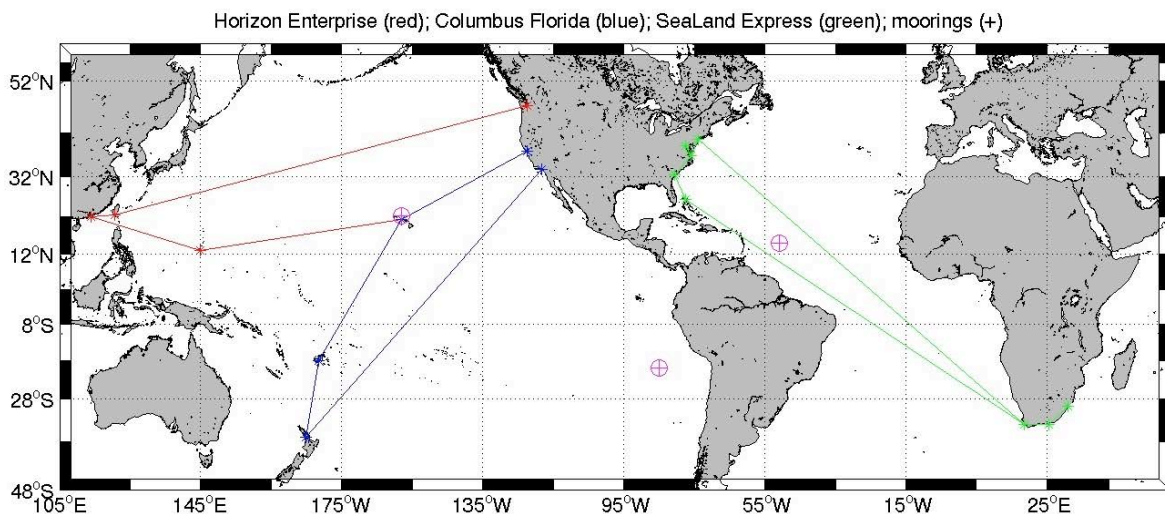 Horizon Enterprise (red); Columbus Florida (blue); SeaLand Express (green); moorings (+)
52°N
32°N
12°N
8°S
28°S
48°S
105°E 145°E 175°W 135°W 95°W 55°W 15°W 25°E